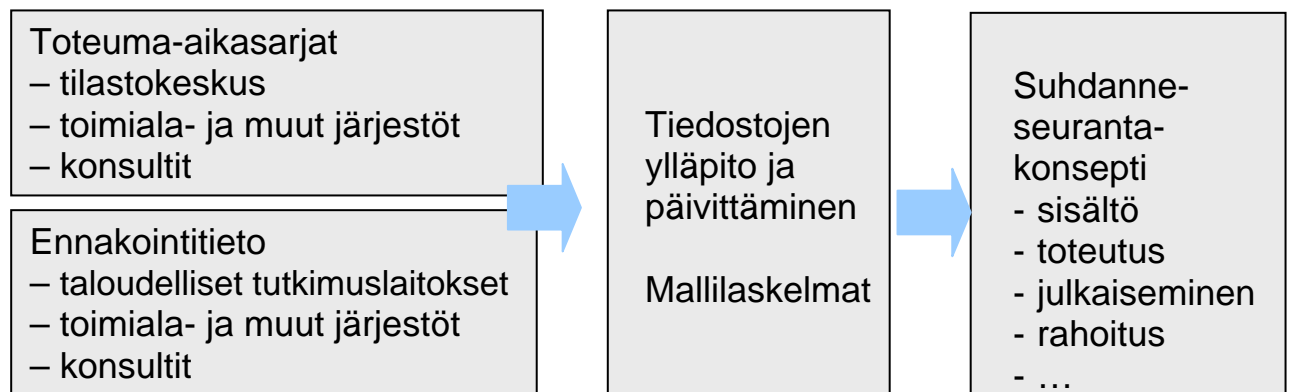 Toteuma-aikasarjat
– tilastokeskus
– toimiala- ja muut järjestöt
– konsultit
Ennakointitieto
– taloudelliset tutkimuslaitokset
– toimiala- ja muut järjestöt
– konsultit
Tiedostojen
ylläpito ja
päivittäminen
Mallilaskelmat
Suhdanne-
seuranta-
konsepti
- sisältö
- toteutus
- julkaiseminen
- rahoitus
- …